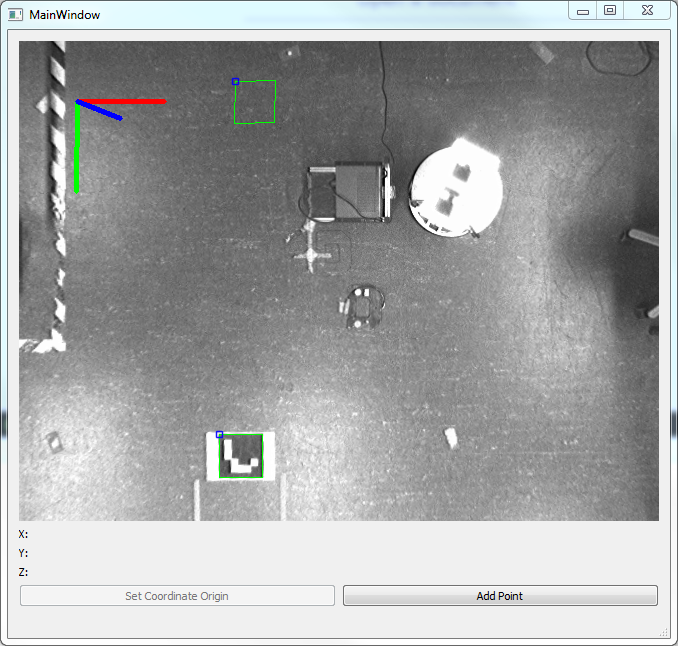 MainWindow
X:
Y:
Z:
Set Coordinate Origin
Add Point